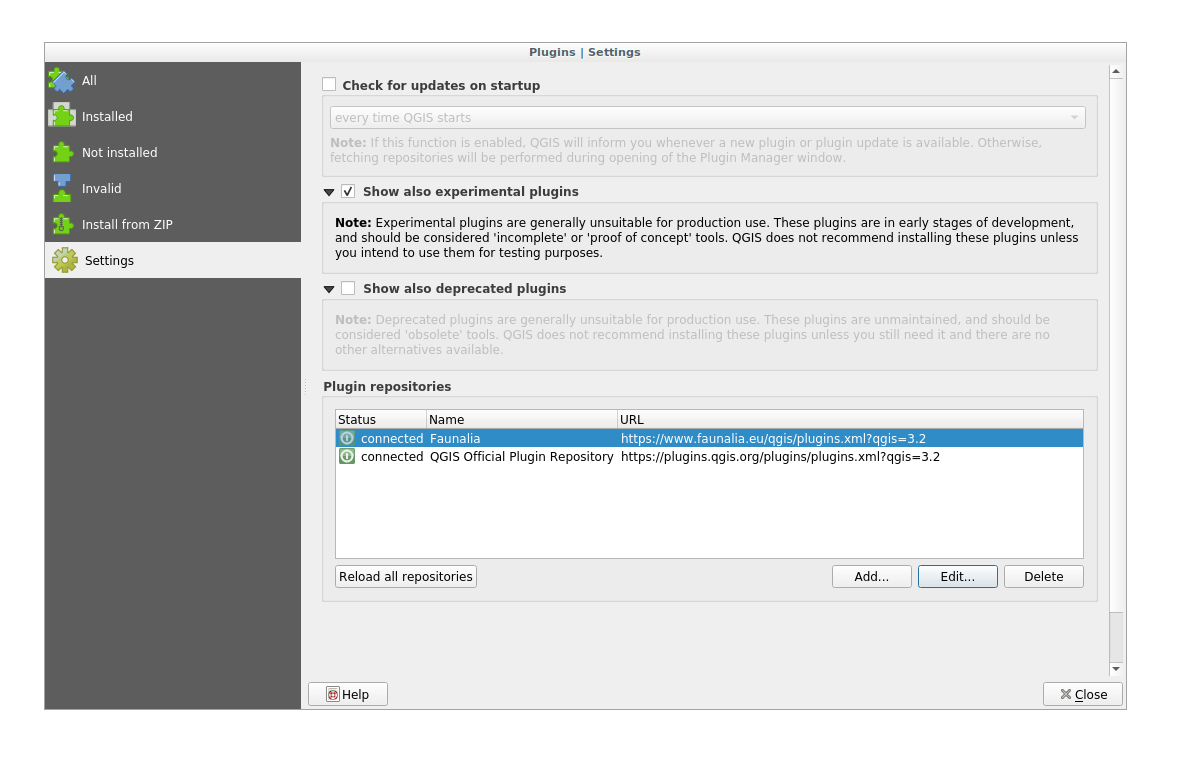 Plugins | Settings
All
Installed
Not installed
Invalid
Install from ZIP
Settings
Check for updates on startup
every time QGIS starts
Note: If this function is enabled, QGIS will inform you whenever a new plugin or plugin update is available. Otherwise,
fetching repositories will be performed during opening of the Plugin Manager window.
Show also experimental plugins
Note: Experimental plugins are generally unsuitable for production use. These plugins are in early stages of development,
and should be considered 'incomplete' or 'proof of concept' tools. QGIS does not recommend installing these plugins unless
you intend to use them for testing purposes.
Show also deprecated plugins
Note: Deprecated plugins are generally unsuitable for production use. These plugins are unmaintained, and should be
considered 'obsolete' tools. QGIS does not recommend installing these plugins unless you still need it and there are no
other alternatives available.
Plugin repositories
Status Name URL
connected Faunalia https://www.faunalia.eu/qgis/plugins.xml?qgis=3.2
connected QGIS Official Plugin Repository https://plugins.qgis.org/plugins/plugins.xml?qgis=3.2
Reload all repositories Add... Edit... Delete
Help Close